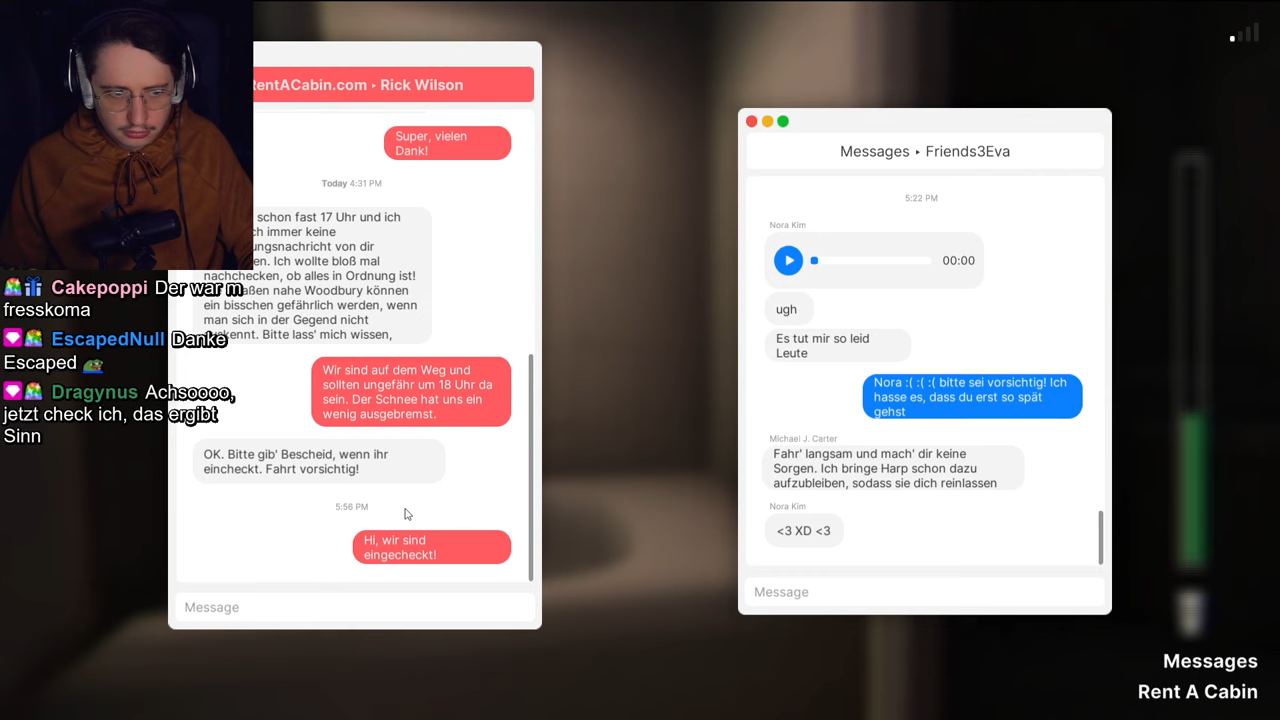 RentACabin.com ▸ Rick Wilson
Super, vielen
Dank!
Today 4:31 PM
schon fast 17 Uhr und ich
immer keine
von dir
Ich wollte bloß mal
nachchecken, ob alles in Ordnung ist!
nahe Woodbury können
ein bisschen gefährlich werden, wenn
man sich in der Gegend nicht
Bitte lass' mich wissen,
Wir sind auf dem Weg und
sollten ungefähr um 18 Uhr da
sein. Der Schnee hat uns ein
wenig ausgebremst.
OK. Bitte gib' Bescheid, wenn ihr
eincheckt. Fahrt vorsichtig!
5:56 PM
Hi, wir sind
eingecheckt!
Message
Cakepoppi Der war m
fresskoma
EscapedNull Danke
Escaped
Dragynus Achsoooo,
jetzt check ich, das ergibt
Sinn
Messages ▸ Friends3Eva
5:22 PM
Nora Kim
00:00
ugh
Es tut mir so leid
Leute
Nora :( :( :( bitte sei vorsichtig! Ich
hasse es, dass du erst so spät
gehst
Michael J. Carter
Fahr' langsam und mach' dir keine
Sorgen. Ich bringe Harp schon dazu
aufzubleiben, sodass sie dich reinlassen
Nora Kim
<3 XD <3
Message
Messages
Rent A Cabin